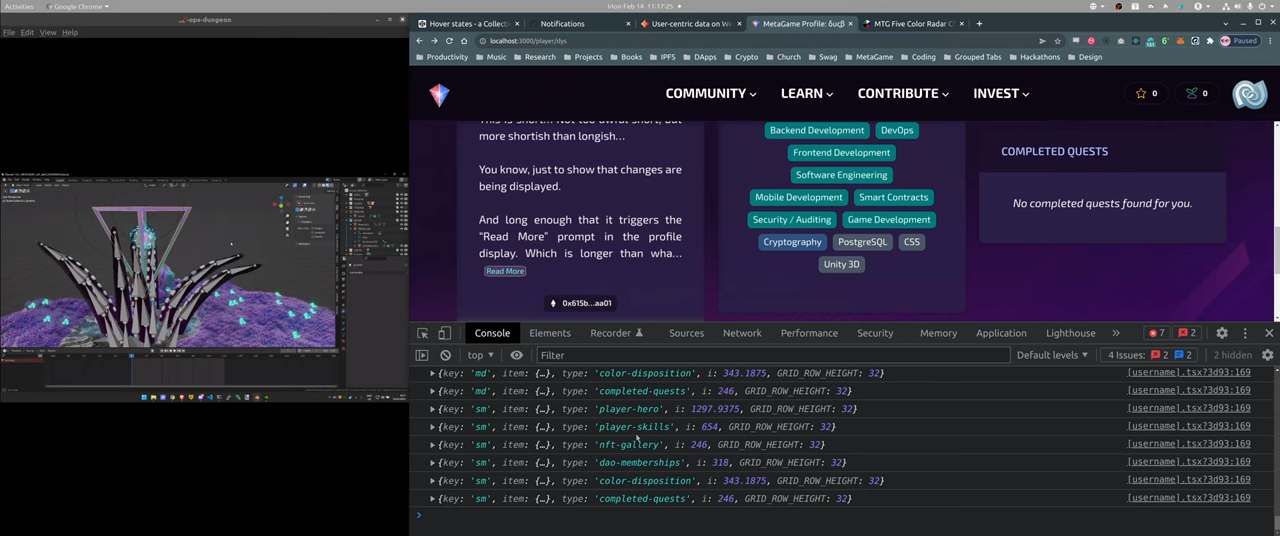 Activities
Google Chrome
Mon Feb 14 11:17:25
-ops-dungeon
File Edit View Help
Hover states - a Collecti
Notifications
User-centric data on We
MetaGame Profile: δυςβ
MTG Five Color Radar C
localhost:3000/player/dys
Paused
Productivity Music Research Projects Books IPFS DApps Crypto Church Swag MetaGame Coding Grouped Tabs Hackathons Design
COMMUNITY LEARN CONTRIBUTE INVEST
0
0
This is short... Not too awful short, but
more shortish than longish...
You know, just to show that changes are
being displayed.
And long enough that it triggers the
"Read More" prompt in the profile
display. Which is longer than wha...
Read More
0x615b...aa01
Backend Development DevOps
Frontend Development
Software Engineering
Mobile Development Smart Contracts
Security / Auditing Game Development
Cryptography PostgreSQL CSS
Unity 3D
COMPLETED QUESTS
No completed quests found for you.
Console Elements Recorder Sources Network Performance Security Memory Application Lighthouse » 7 2
top Filter Default levels 4 Issues: 2 2 2 hidden
{key: 'md', item: {…}, type: 'color-disposition', i: 343.1875, GRID_ROW_HEIGHT: 32} [username].tsx?3d93:169
{key: 'md', item: {…}, type: 'completed-quests', i: 246, GRID_ROW_HEIGHT: 32} [username].tsx?3d93:169
{key: 'sm', item: {…}, type: 'player-hero', i: 1297.9375, GRID_ROW_HEIGHT: 32} [username].tsx?3d93:169
{key: 'sm', item: {…}, type: 'player-skills', i: 654, GRID_ROW_HEIGHT: 32} [username].tsx?3d93:169
{key: 'sm', item: {…}, type: 'nft-gallery', i: 246, GRID_ROW_HEIGHT: 32} [username].tsx?3d93:169
{key: 'sm', item: {…}, type: 'dao-memberships', i: 318, GRID_ROW_HEIGHT: 32} [username].tsx?3d93:169
{key: 'sm', item: {…}, type: 'color-disposition', i: 343.1875, GRID_ROW_HEIGHT: 32} [username].tsx?3d93:169
{key: 'sm', item: {…}, type: 'completed-quests', i: 246, GRID_ROW_HEIGHT: 32} [username].tsx?3d93:169